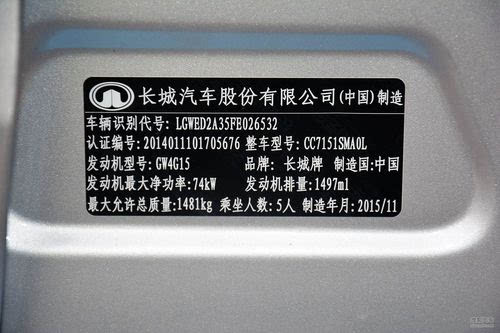 长城汽车股份有限公司(中国)制造
车辆识别代号: LGWED2A35FE026532
认证编号: 2014011101705676 整车型号: CC7151SMA0L
发动机型号: GW4G15 品牌: 长城牌 制造国:中国
发动机最大净功率:74kW 发动机排量:1497ml
最大允许总质量:1481kg 乘坐人数:5人 制造年月:2015/11